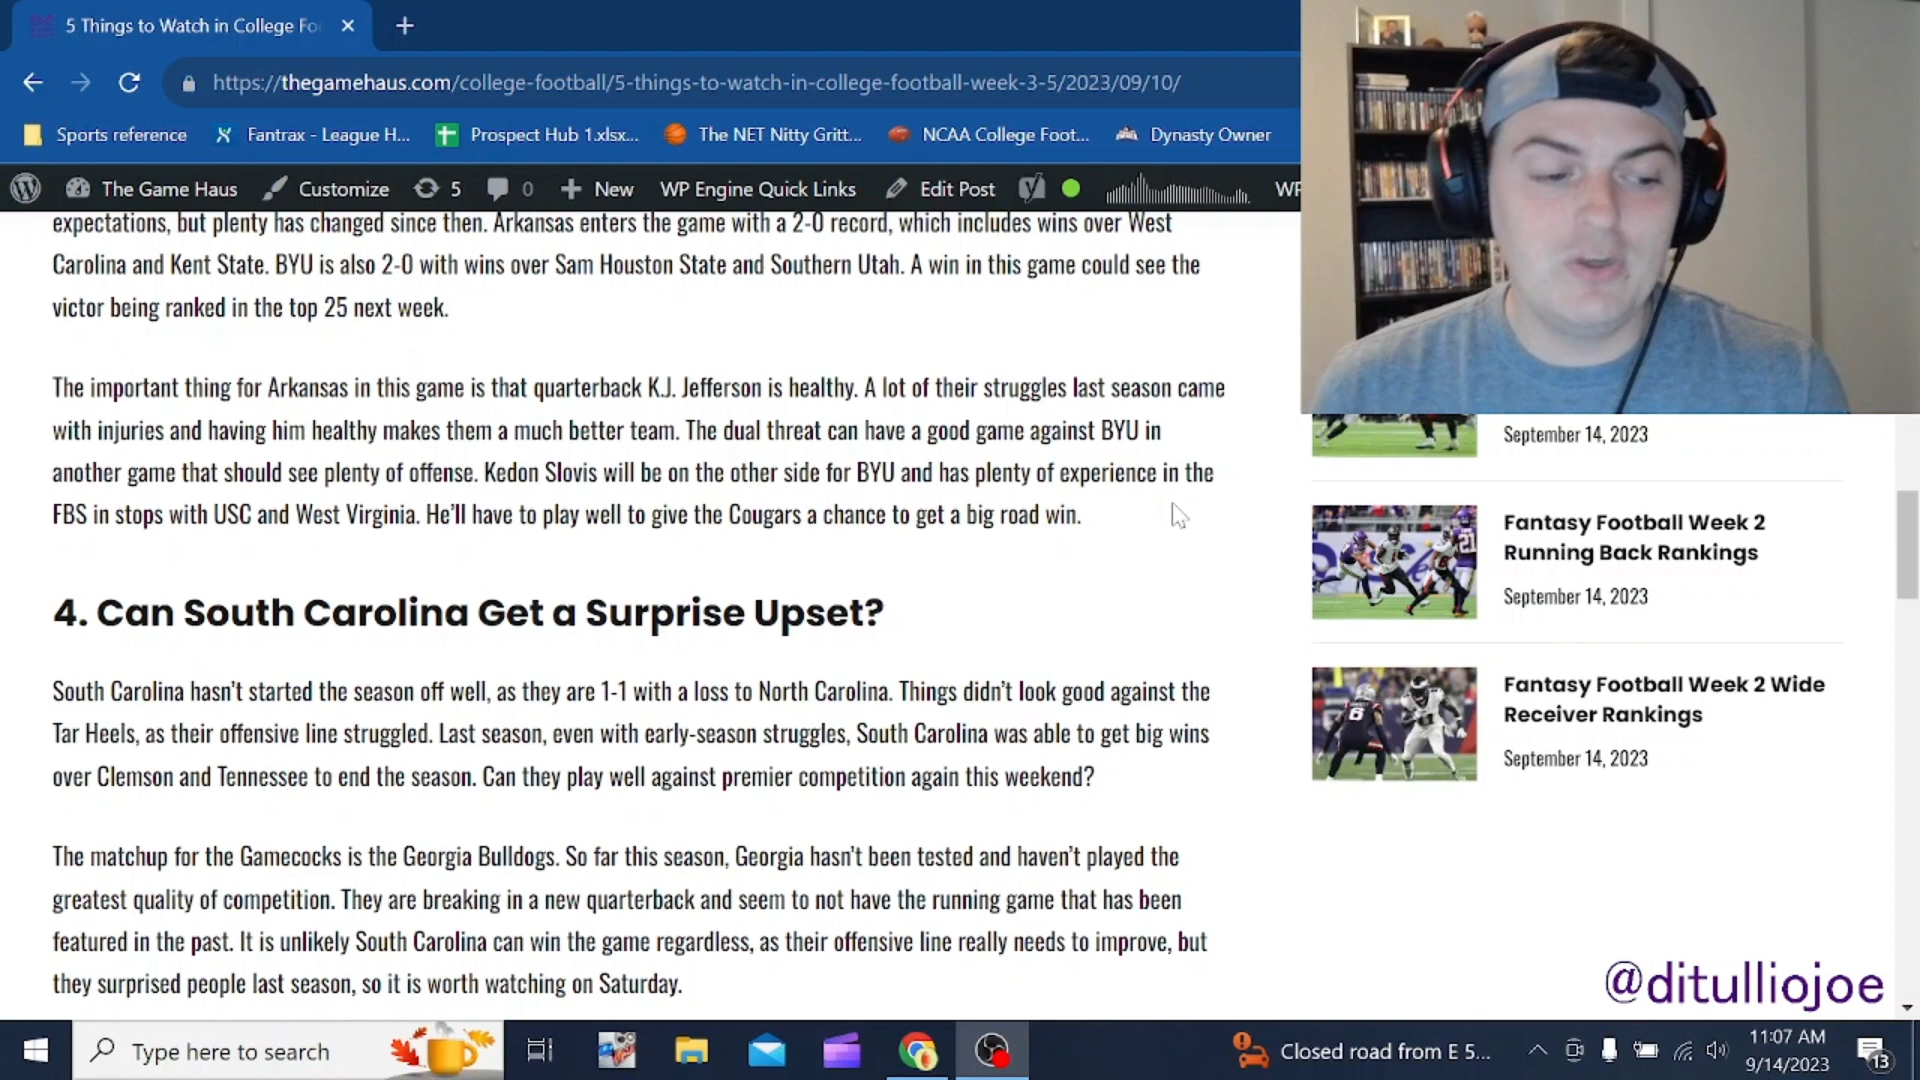 5 Things to Watch in College Fo
https://thegamehaus.com/college-football/5-things-to-watch-in-college-football-week-3-5/2023/09/10/
Sports reference Fantrax - League H... Prospect Hub 1.xlsx... The NET Nitty Gritt... NCAA College Foot... Dynasty Owner
The Game Haus Customize 5 0 New WP Engine Quick Links Edit Post WP
expectations, but plenty has changed since then. Arkansas enters the game with a 2-0 record, which includes wins over West
Carolina and Kent State. BYU is also 2-0 with wins over Sam Houston State and Southern Utah. A win in this game could see the
victor being ranked in the top 25 next week.
The important thing for Arkansas in this game is that quarterback K.J. Jefferson is healthy. A lot of their struggles last season came
with injuries and having him healthy makes them a much better team. The dual threat can have a good game against BYU in
another game that should see plenty of offense. Kedon Slovis will be on the other side for BYU and has plenty of experience in the
FBS in stops with USC and West Virginia. He'll have to play well to give the Cougars a chance to get a big road win.
4. Can South Carolina Get a Surprise Upset?
South Carolina hasn't started the season off well, as they are 1-1 with a loss to North Carolina. Things didn't look good against the
Tar Heels, as their offensive line struggled. Last season, even with early-season struggles, South Carolina was able to get big wins
over Clemson and Tennessee to end the season. Can they play well against premier competition again this weekend?
The matchup for the Gamecocks is the Georgia Bulldogs. So far this season, Georgia hasn't been tested and haven't played the
greatest quality of competition. They are breaking in a new quarterback and seem to not have the running game that has been
featured in the past. It is unlikely South Carolina can win the game regardless, as their offensive line really needs to improve, but
they surprised people last season, so it is worth watching on Saturday.
September 14, 2023
Fantasy Football Week 2
Running Back Rankings
September 14, 2023
Fantasy Football Week 2 Wide
Receiver Rankings
September 14, 2023
@ditulliojoe
Type here to search
Closed road from E 5...
11:07 AM
9/14/2023
13